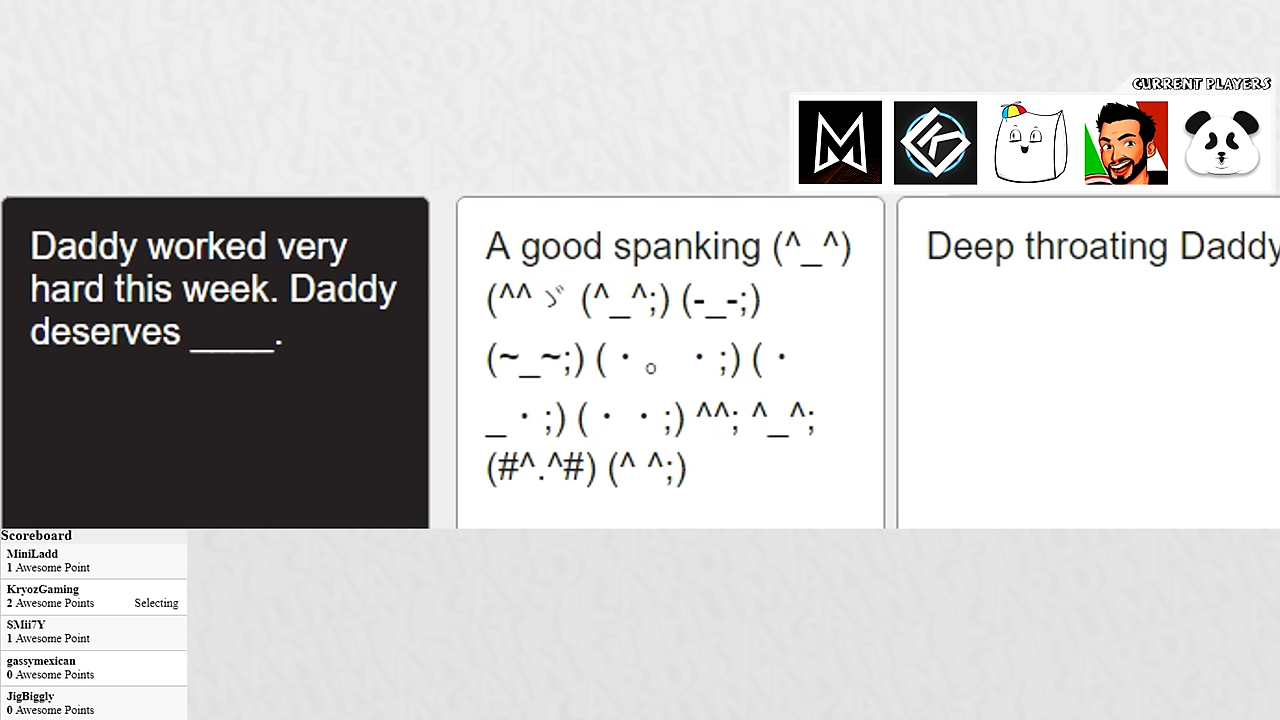 CURRENT PLAYERS
Daddy worked very
hard this week. Daddy
deserves ____.
A good spanking (^_^)
(^^ゞ (^_^;) (-_-;)
(~_~;) (・。 ・;) (・
_・;) (・ ・;) ^^; ^_^;
(#^.^#) (^ ^;)
Deep throating Daddy
Scoreboard
MiniLadd
1 Awesome Point
KryozGaming
2 Awesome Points Selecting
SMii7Y
1 Awesome Point
gassymexican
0 Awesome Points
JigBiggly
0 Awesome Points